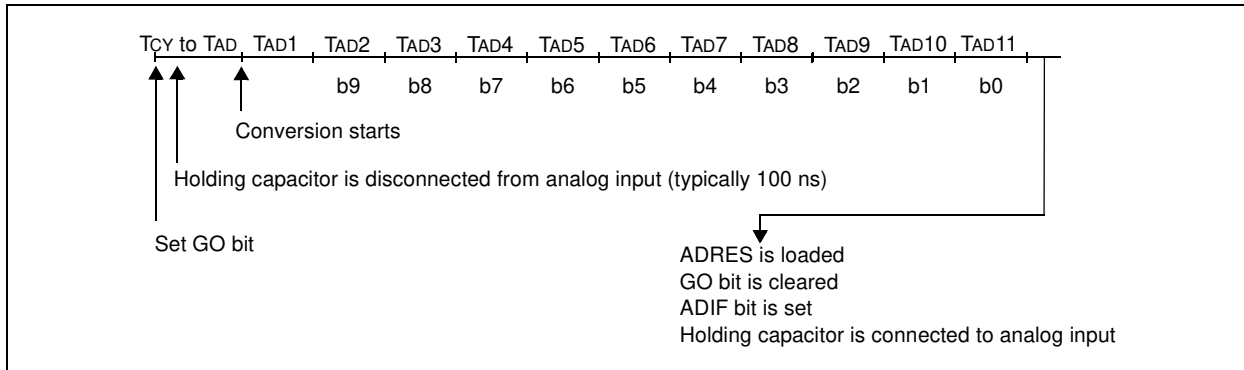 TCY to TAD TAD1 TAD2 TAD3 TAD4 TAD5 TAD6 TAD7 TAD8 TAD9 TAD10 TAD11
b9 b8 b7 b6 b5 b4 b3 b2 b1 b0
Conversion starts
Holding capacitor is disconnected from analog input (typically 100 ns)
Set GO bit
ADRES is loaded
GO bit is cleared
ADIF bit is set
Holding capacitor is connected to analog input